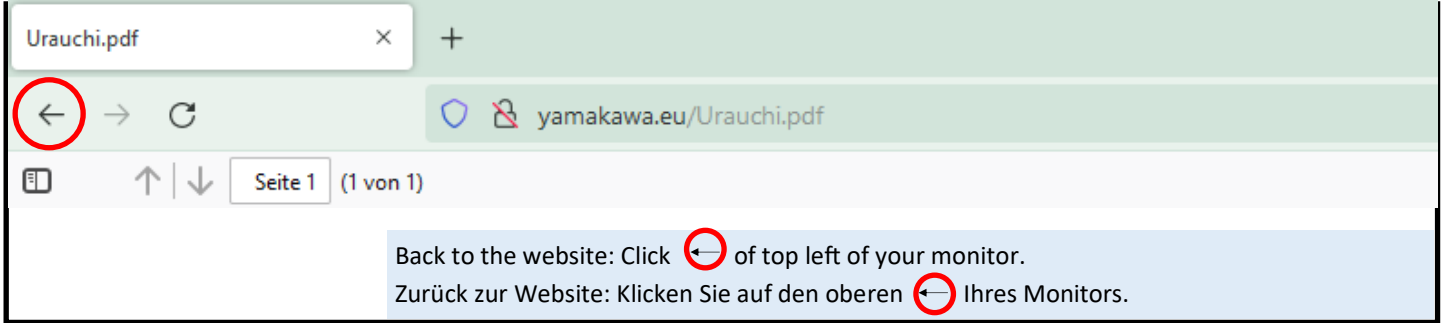 Urauchi.pdf
yamakawa.eu/Urauchi.pdf
Seite 1 (1 von 1)
Back to the website: Click of top left of your monitor.
Zurück zur Website: Klicken Sie auf den oberen Ihres Monitors.